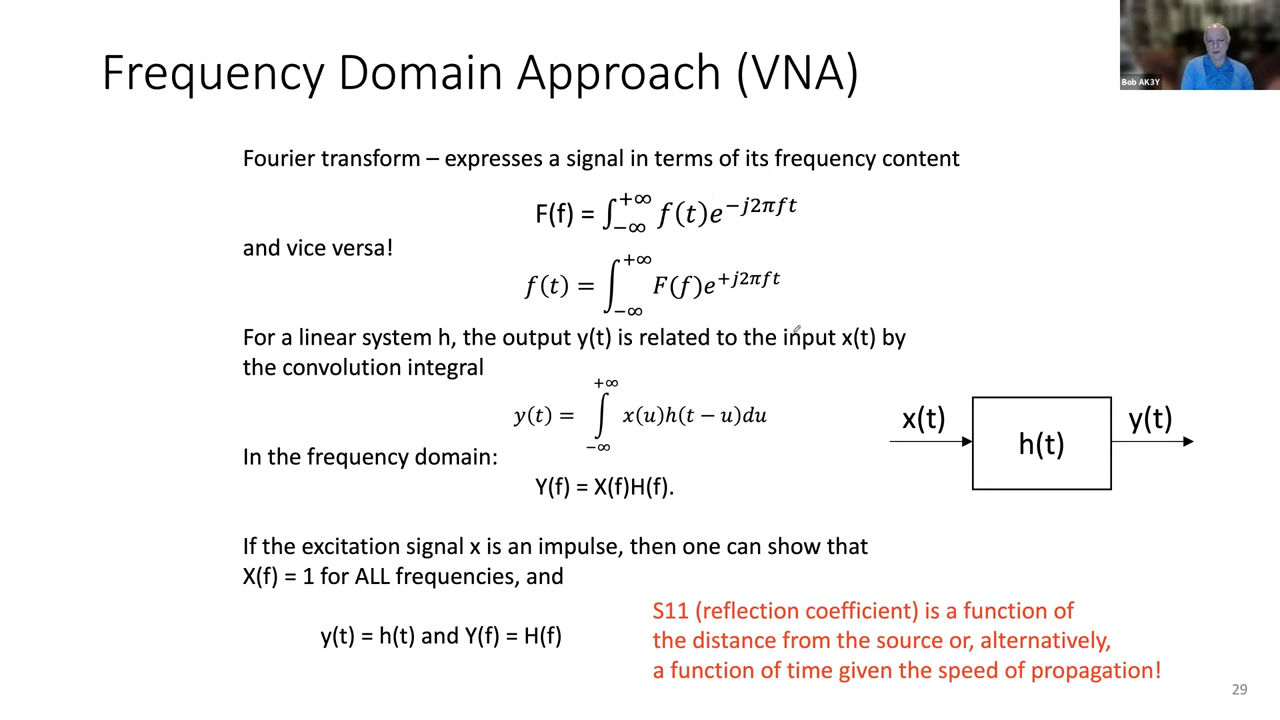 Frequency Domain Approach (VNA)
Bob AK3Y
Fourier transform – expresses a signal in terms of its frequency content
F(f) = ∫_{−∞}^{+∞} f(t)e^{−j2πft}
and vice versa!
f(t) = ∫_{−∞}^{+∞} F(f)e^{+j2πft}
For a linear system h, the output y(t) is related to the input x(t) by
the convolution integral
y(t) = ∫_{−∞}^{+∞} x(u)h(t − u)du
x(t)
h(t)
y(t)
In the frequency domain:
Y(f) = X(f)H(f).
If the excitation signal x is an impulse, then one can show that
X(f) = 1 for ALL frequencies, and
y(t) = h(t) and Y(f) = H(f)
S11 (reflection coefficient) is a function of
the distance from the source or, alternatively,
a function of time given the speed of propagation!
29